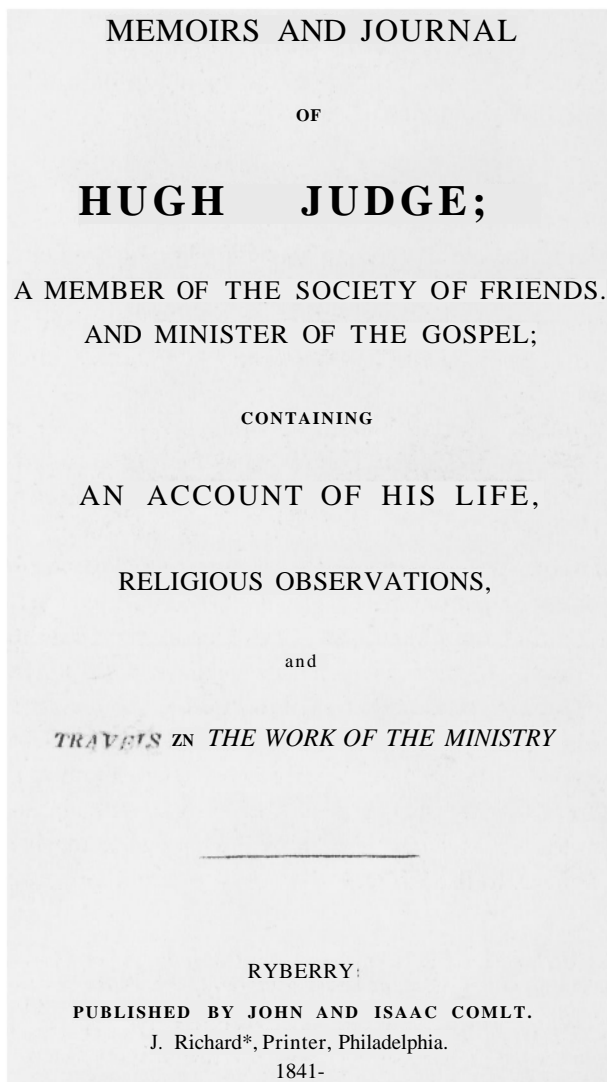 MEMOIRS AND JOURNAL
OF
HUGH JUDGE;
A MEMBER OF THE SOCIETY OF FRIENDS.
AND MINISTER OF THE GOSPEL;
CONTAINING
AN ACCOUNT OF HIS LIFE,
RELIGIOUS OBSERVATIONS,
and
TRAVELS ZN THE WORK OF THE MINISTRY
RYBERRY:
PUBLISHED BY JOHN AND ISAAC COMLT.
J. Richard*, Printer, Philadelphia.
1841-